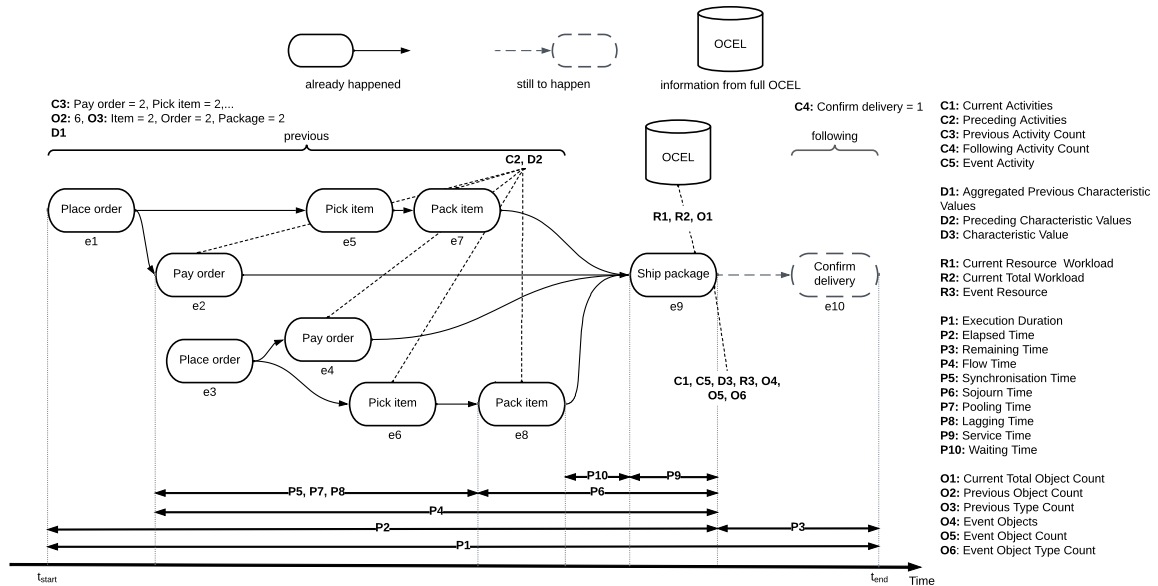 OCEL
already happened
still to happen
information from full OCEL
C3: Pay order = 2, Pick item = 2,...
O2: 6, O3: Item = 2, Order = 2, Package = 2
D1
previous
C4: Confirm delivery = 1
following
C2, D2
OCEL
R1, R2, O1
Place order
e1
Pick item
e5
Pack item
e7
Pay order
e2
Ship package
e9
Confirm
delivery
e10
Place order
e3
Pay order
e4
Pick item
e6
Pack item
e8
C1, C5, D3, R3, O4,
O5, O6
P10
P9
P5, P7, P8
P6
P4
P2
P3
P1
tstart
tend
Time
C1: Current Activities
C2: Preceding Activities
C3: Previous Activity Count
C4: Following Activity Count
C5: Event Activity
D1: Aggregated Previous Characteristic
Values
D2: Preceding Characteristic Values
D3: Characteristic Value
R1: Current Resource Workload
R2: Current Total Workload
R3: Event Resource
P1: Execution Duration
P2: Elapsed Time
P3: Remaining Time
P4: Flow Time
P5: Synchronisation Time
P6: Sojourn Time
P7: Pooling Time
P8: Lagging Time
P9: Service Time
P10: Waiting Time
O1: Current Total Object Count
O2: Previous Object Count
O3: Previous Type Count
O4: Event Objects
O5: Event Object Count
O6: Event Object Type Count